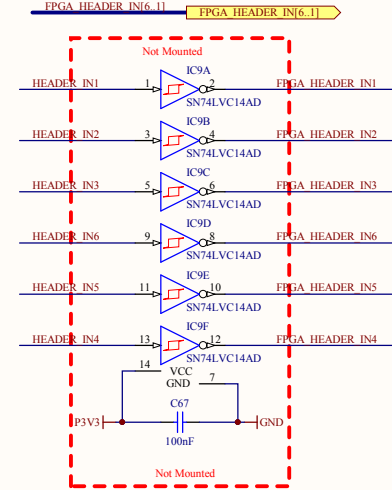 FPGA_HEADER_IN[6..1] FPGA_HEADER_IN[6..1]
Not Mounted
IC9A
HEADER_IN1 1 2 FPGA_HEADER_IN1
SN74LVC14AD
IC9B
HEADER_IN2 3 4 FPGA_HEADER_IN2
SN74LVC14AD
IC9C
HEADER_IN3 5 6 FPGA_HEADER_IN3
SN74LVC14AD
IC9D
HEADER_IN6 9 8 FPGA_HEADER_IN6
SN74LVC14AD
IC9E
HEADER_IN5 11 10 FPGA_HEADER_IN5
SN74LVC14AD
IC9F
HEADER_IN4 13 12 FPGA_HEADER_IN4
SN74LVC14AD
14 VCC
GND 7
C67
P3V3 GND
100nF
Not Mounted